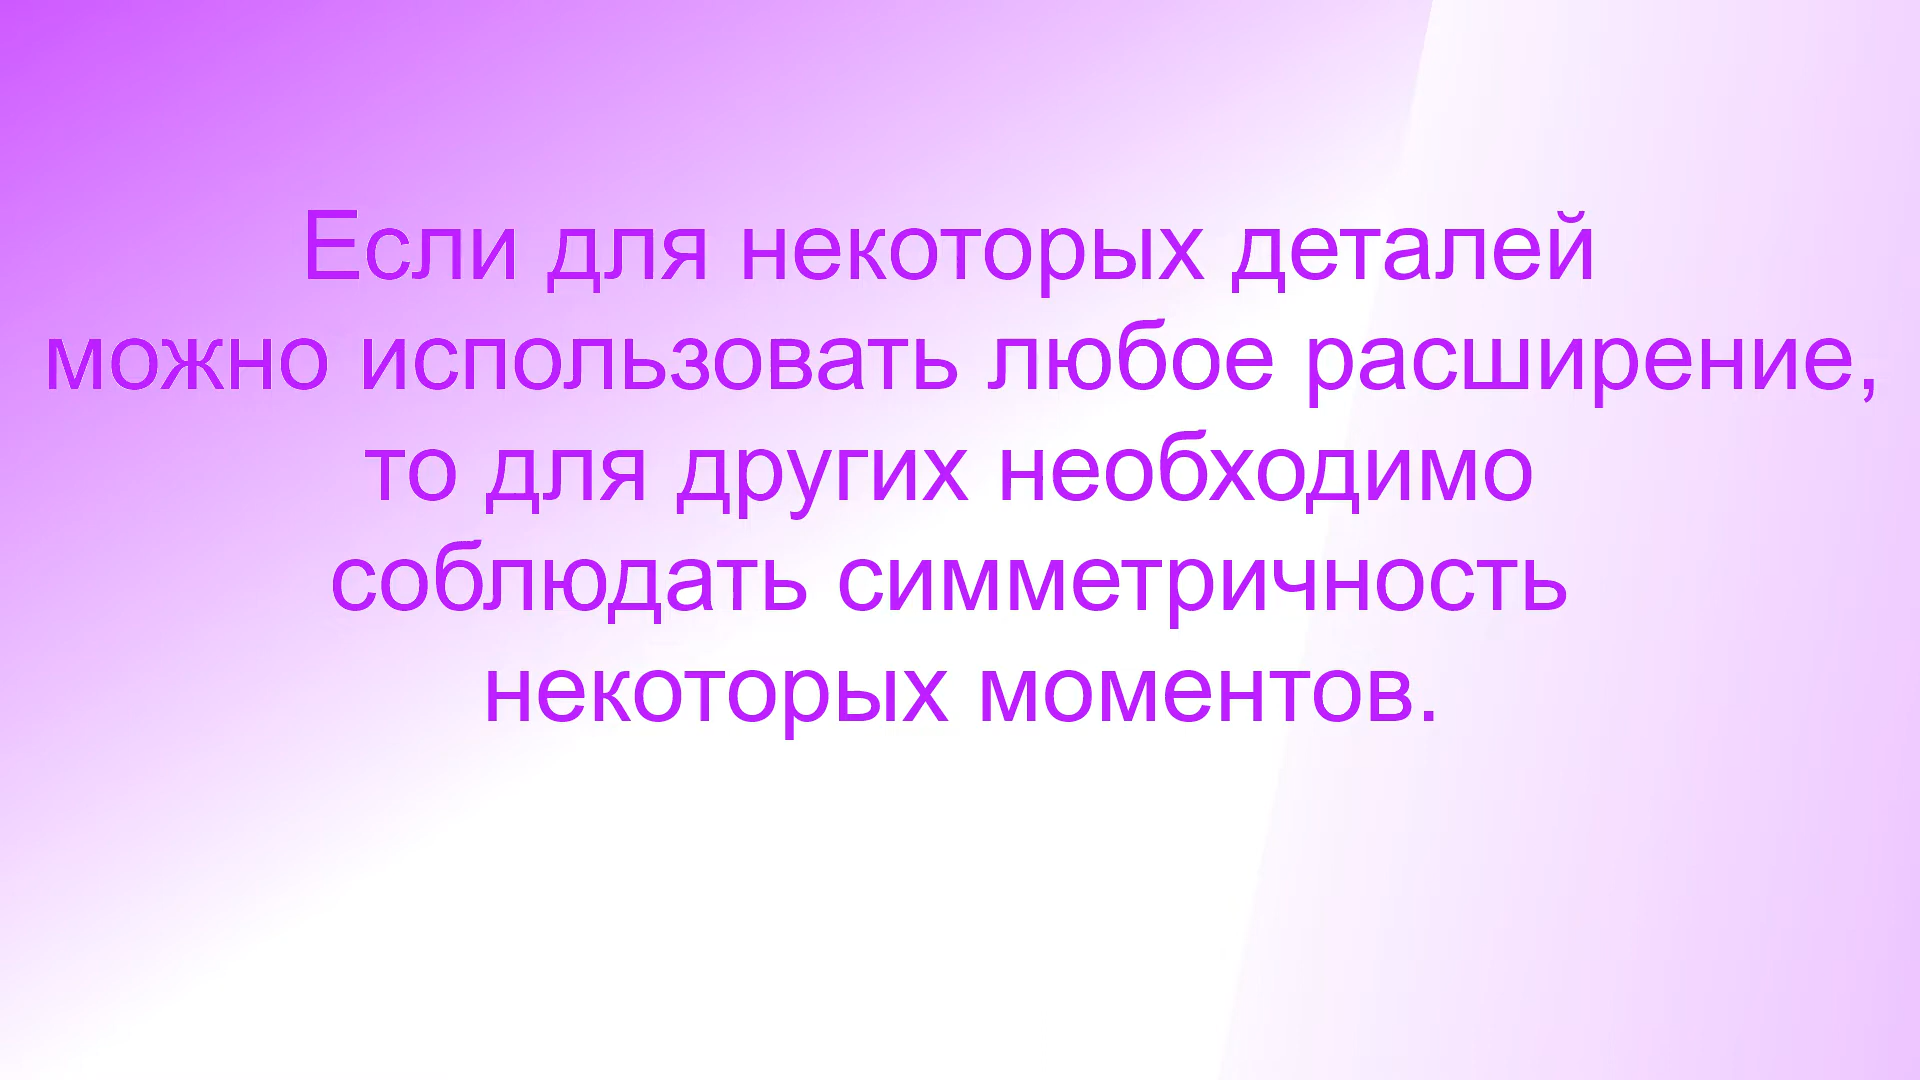 Если для некоторых деталей
можно использовать любое расширение,
то для других необходимо
соблюдать симметричность
некоторых моментов.